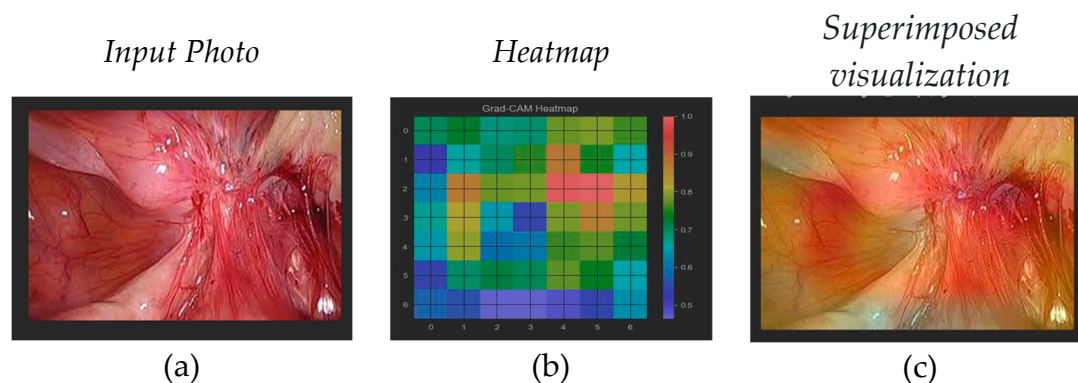 Input Photo
Heatmap
Superimposed
visualization
Grad-CAM Heatmap
0
1
2
3
4
5
6
0 1 2 3 4 5 6
1.0
0.9
0.8
0.7
0.6
0.5
(a)
(b)
(c)